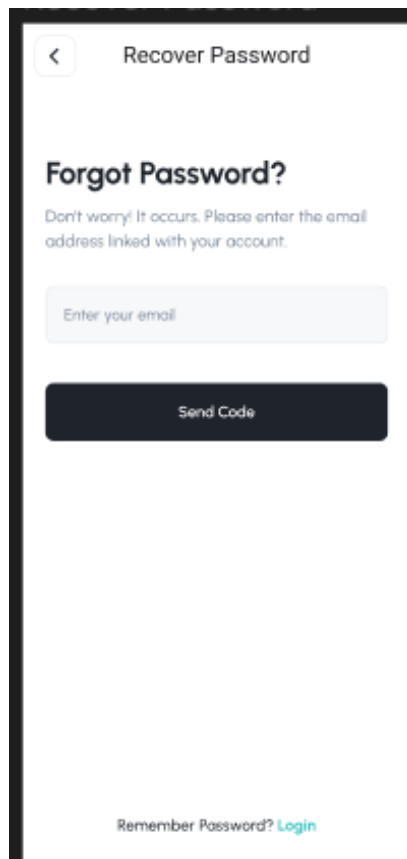 Recover Password
Forgot Password?
Don't worry! It occurs. Please enter the email
address linked with your account.
Enter your email
Send Code
Remember Password? Login